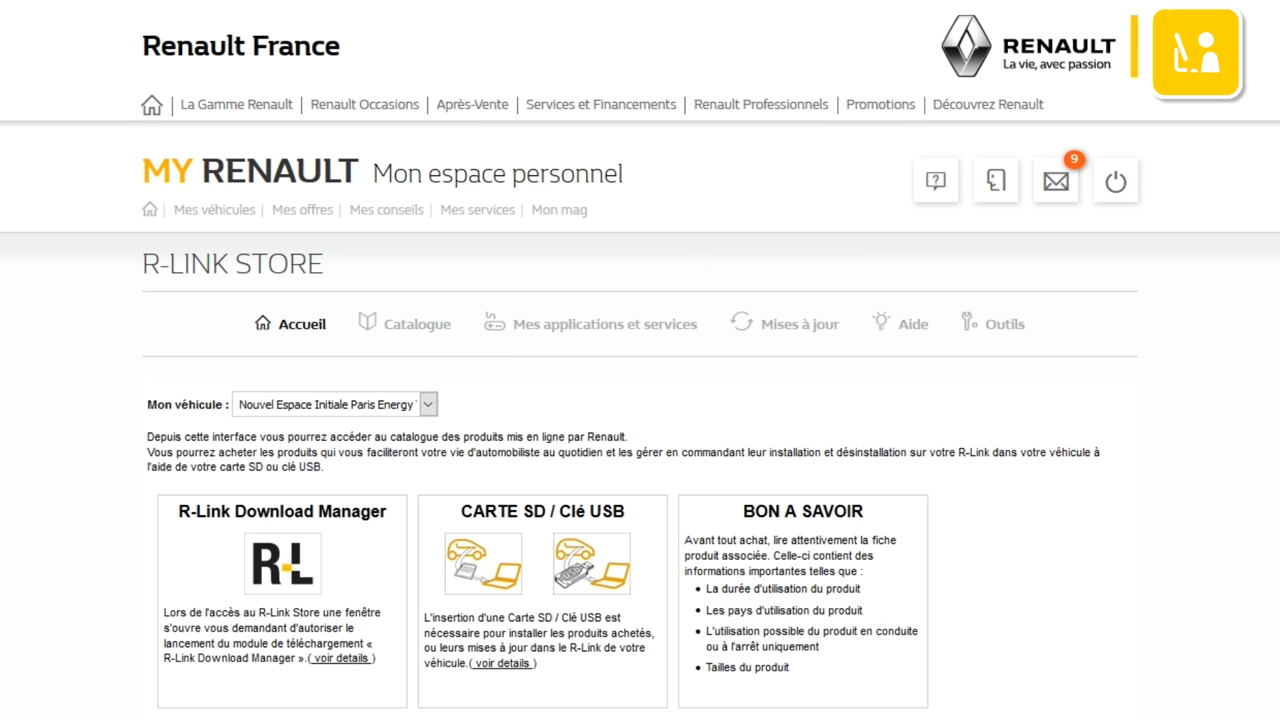 Renault France
RENAULT
La vie, avec passion
La Gamme Renault | Renault Occasions | Après-Vente | Services et Financements | Renault Professionnels | Promotions | Découvrez Renault
MY RENAULT Mon espace personnel
9
Mes véhicules | Mes offres | Mes conseils | Mes services | Mon mag
R-LINK STORE
Accueil Catalogue Mes applications et services Mises à jour Aide Outils
Mon véhicule : Nouvel Espace Initiale Paris Energy
Depuis cette interface vous pourrez accéder au catalogue des produits mis en ligne par Renault.
Vous pourrez acheter les produits qui vous faciliteront votre vie d'automobiliste au quotidien et les gérer en commandant leur installation et désinstallation sur votre R-Link dans votre véhicule à
l'aide de votre carte SD ou clé USB.
R-Link Download Manager
R-L
Lors de l'accès au R-Link Store une fenêtre
s'ouvre vous demandant d'autoriser le
lancement du module de téléchargement «
R-Link Download Manager ».( voir details )
CARTE SD / Clé USB
L'insertion d'une Carte SD / Clé USB est
nécessaire pour installer les produits achetés,
ou leurs mises à jour dans le R-Link de votre
véhicule.( voir details )
BON A SAVOIR
Avant tout achat, lire attentivement la fiche
produit associée. Celle-ci contient des
informations importantes telles que :
• La durée d'utilisation du produit
• Les pays d'utilisation du produit
• L'utilisation possible du produit en conduite
ou à l'arrêt uniquement
• Tailles du produit